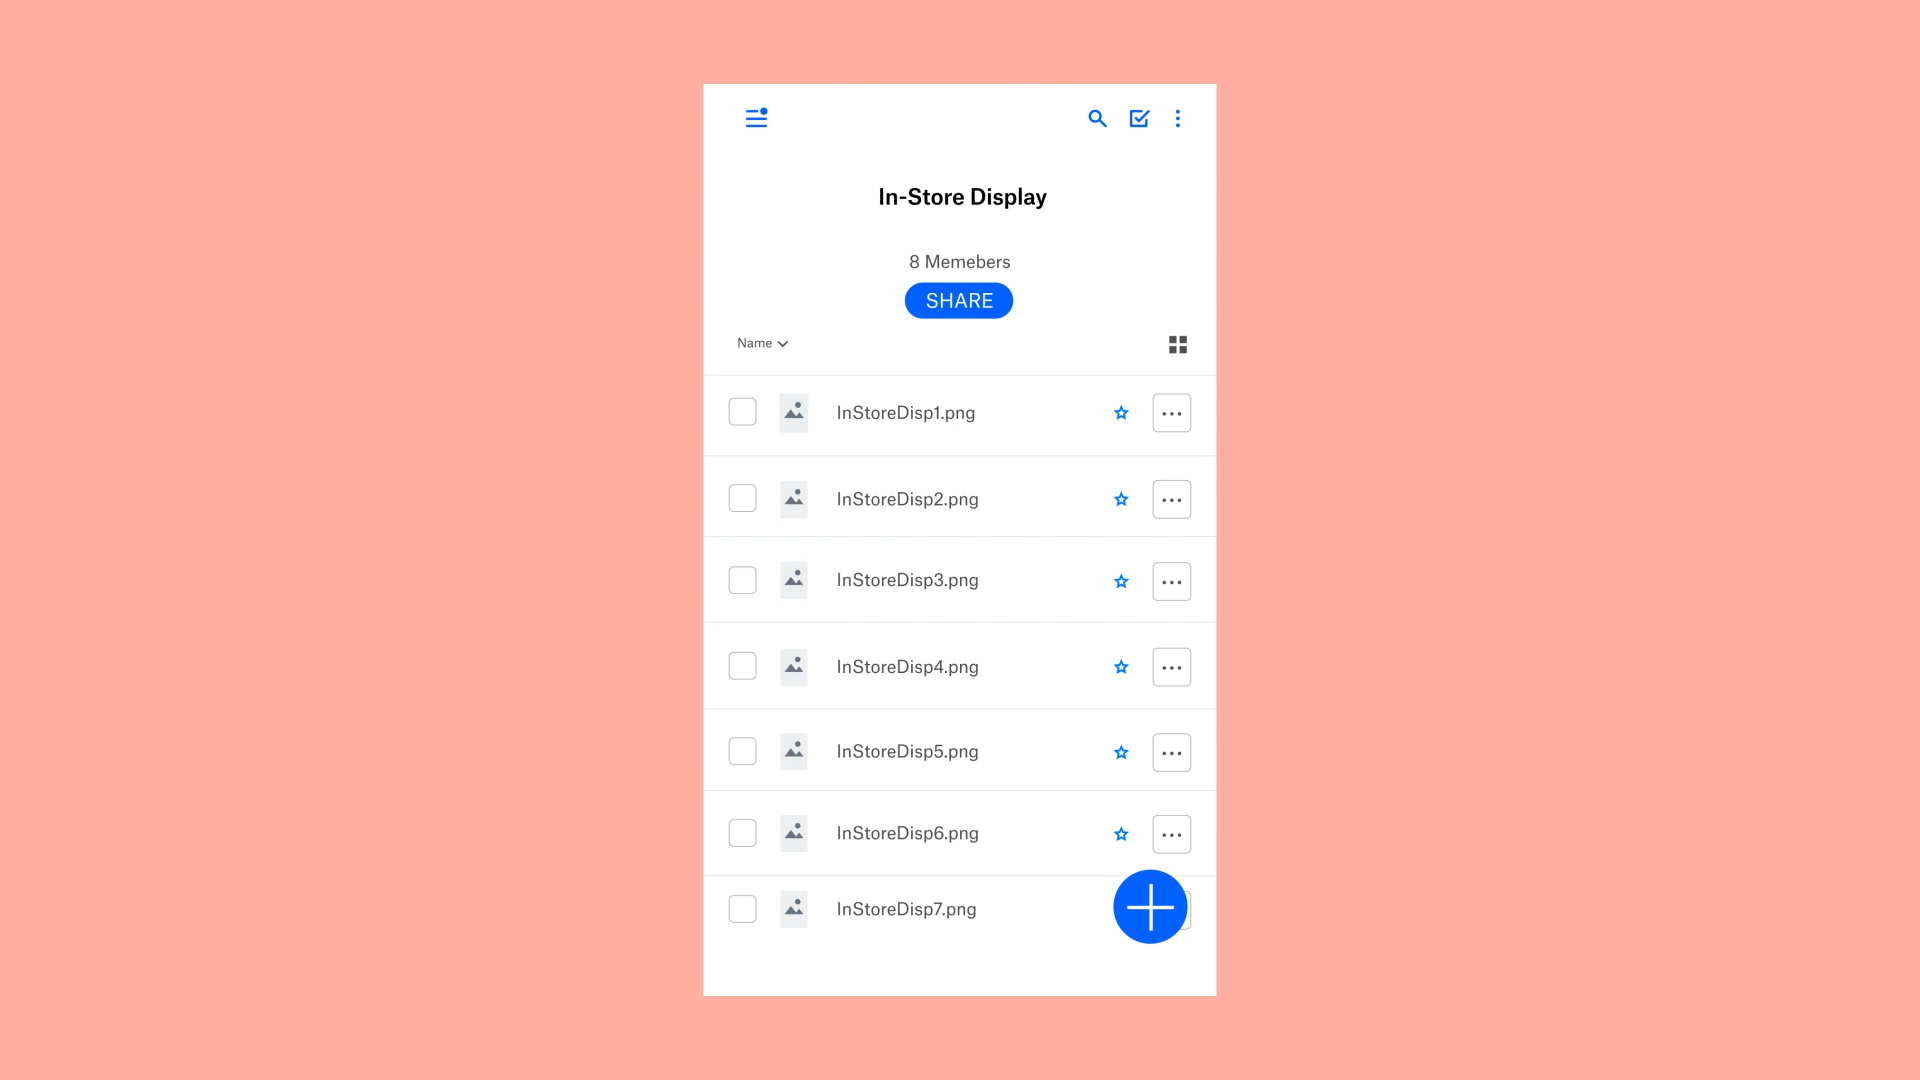 In-Store Display
8 Memebers
SHARE
Name
InStoreDisp1.png
InStoreDisp2.png
InStoreDisp3.png
InStoreDisp4.png
InStoreDisp5.png
InStoreDisp6.png
InStoreDisp7.png